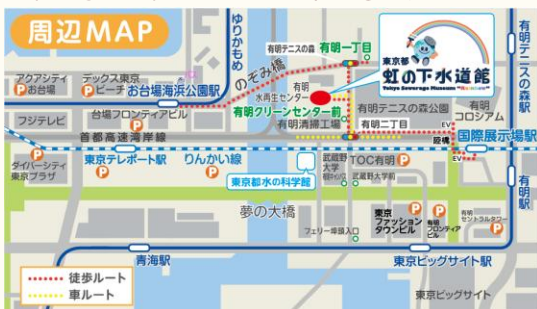 周辺MAP
ゆりかもめ
有明テニスの森
有明一丁目
東京都
虹の下水道館
Tokyo Sewerage Museum "Rainbow"
有明テニスの森駅
アクアシティ
お台場
デックス東京
ビーチ
お台場海浜公園駅
のぞみ橋
有明
水再生センター
有明グリーンセンター前
有明清掃工場
有明テニスの森公園
有明
コロシアム
フジテレビ
台場フロンティアビル
首都高速湾岸線
有明二丁目
EV
国際展示場駅
EV
ダイバーシティ
東京プラザ
東京テレポート駅
りんかい線
東京都水の科学館
武蔵野
大学
武蔵野大学前
TOC有明
有明駅
夢の大橋
フェリー埠頭入口
東京
ファッション
タウンビル
有明
フロンティア
ビル
有明
セントラルタワー
青海駅
東京ビッグサイト駅
徒歩ルート
車ルート
東京ビッグサイト